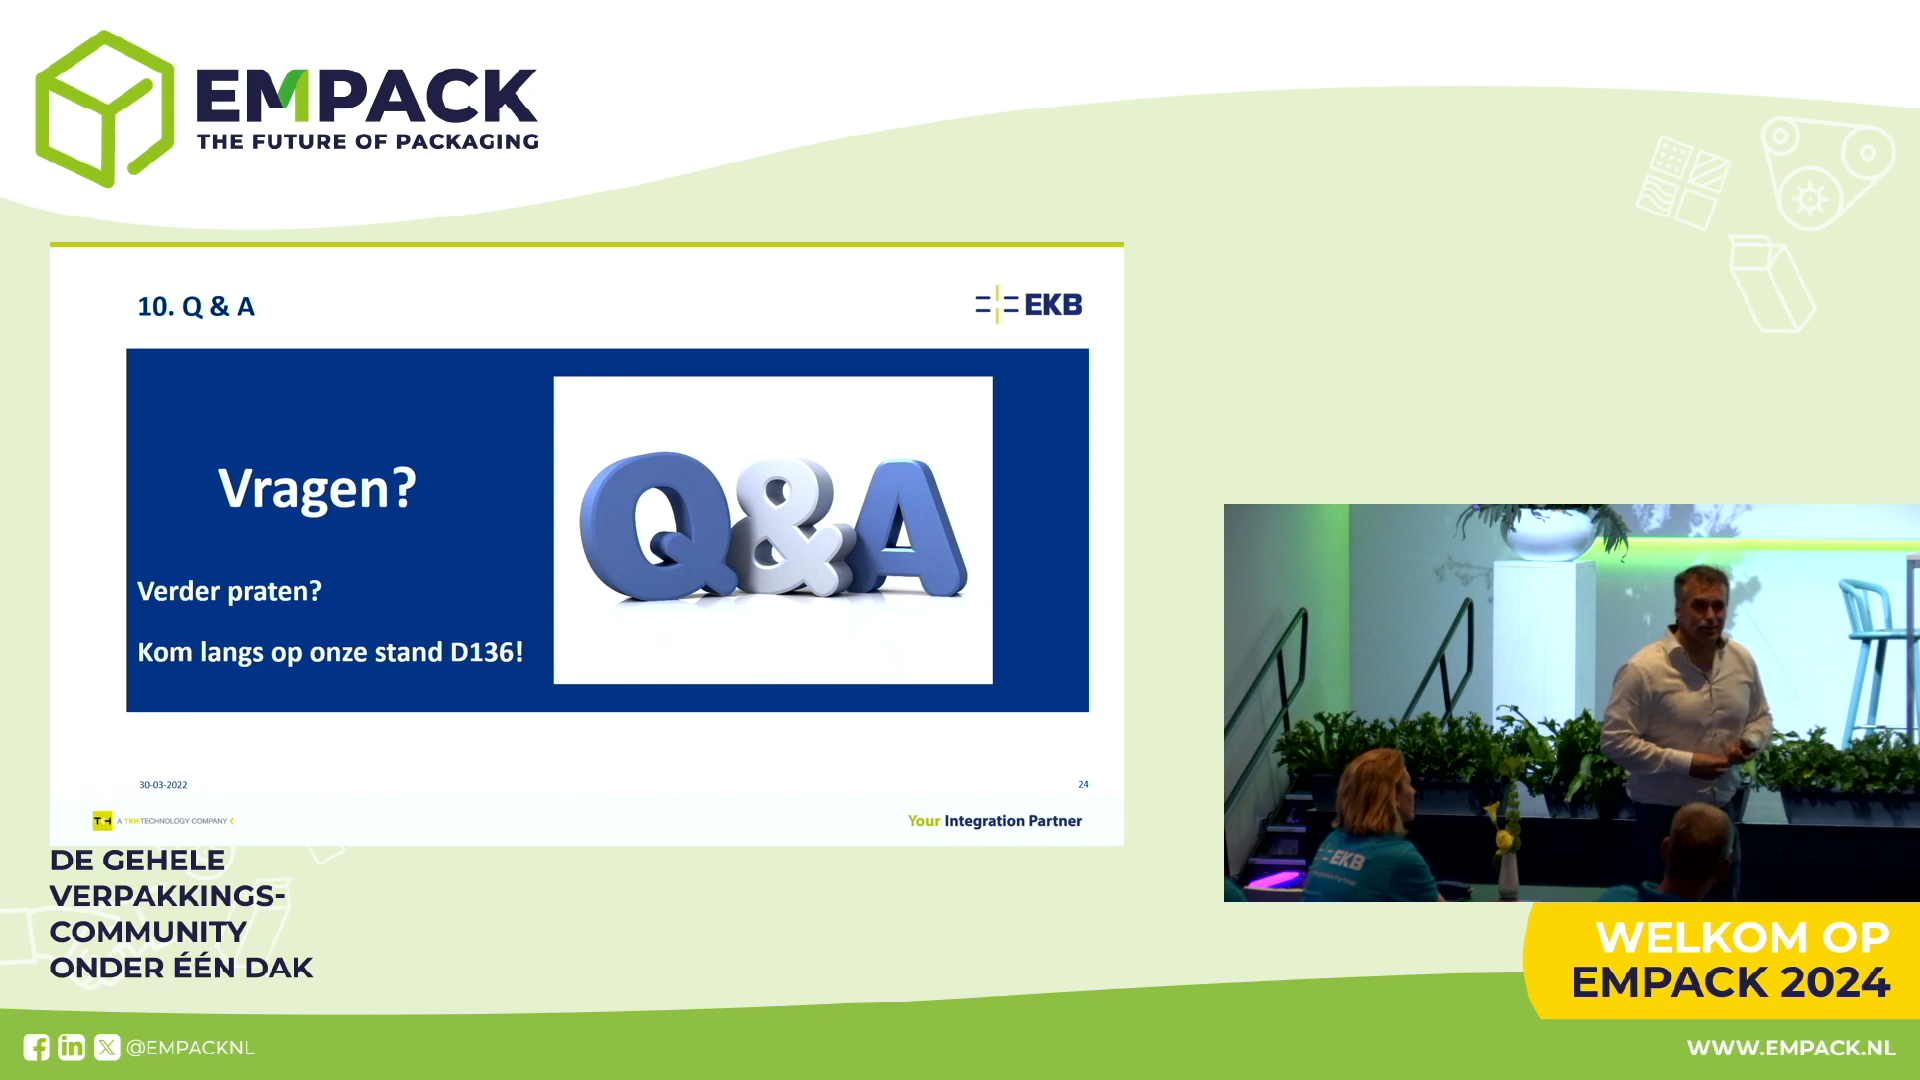 EMPACK
THE FUTURE OF PACKAGING
10. Q & A
EKB
Vragen?
Q&A
Verder praten?
Kom langs op onze stand D136!
30-03-2022
24
A TKH TECHNOLOGY COMPANY
Your Integration Partner
DE GEHELE
VERPAKKINGS-
COMMUNITY
ONDER ÉÉN DAK
EKB
WELKOM OP
EMPACK 2024
@EMPACKNL
WWW.EMPACK.NL